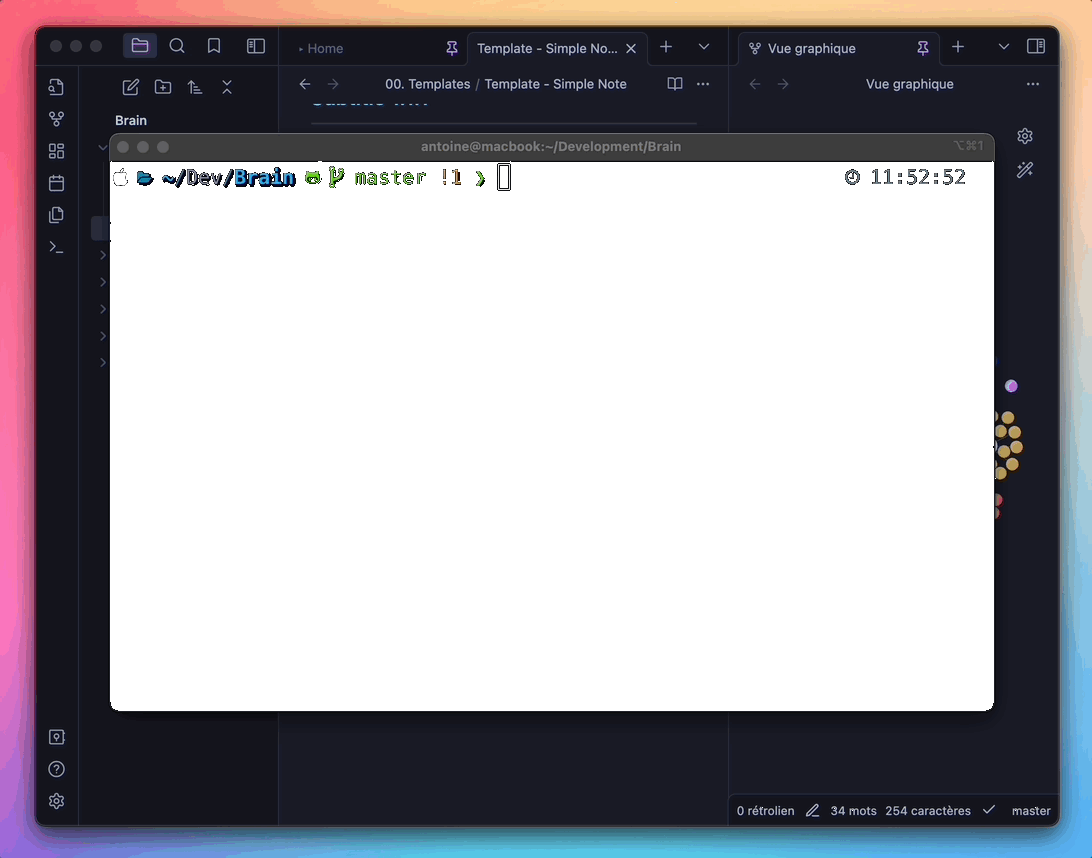 Home
Template - Simple No...
Vue graphique
00. Templates / Template - Simple Note
Vue graphique
Brain
antoine@macbook:~/Development/Brain
⌥⌘1
~/Dev/Brain master !1 ❯
11:52:52
0 rétrolien
34 mots
254 caractères
master